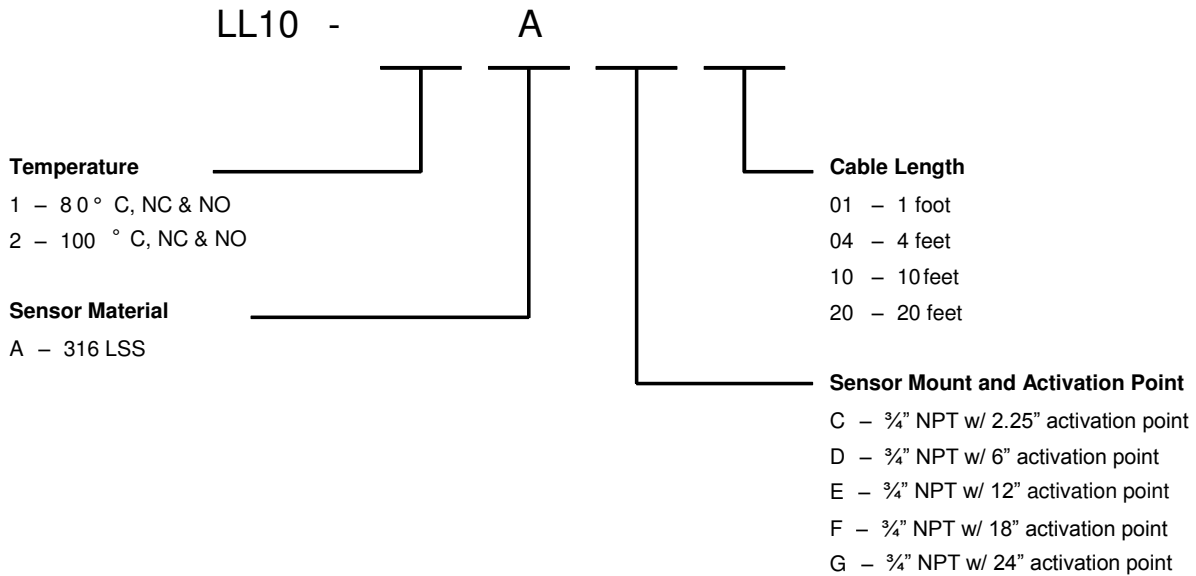 LL10 - A
Temperature
1 – 80° C, NC & NO
2 – 100 ° C, NC & NO
Sensor Material
A – 316 LSS
Cable Length
01 – 1 foot
04 – 4 feet
10 – 10 feet
20 – 20 feet
Sensor Mount and Activation Point
C – ¾” NPT w/ 2.25” activation point
D – ¾” NPT w/ 6” activation point
E – ¾” NPT w/ 12” activation point
F – ¾” NPT w/ 18” activation point
G – ¾” NPT w/ 24” activation point